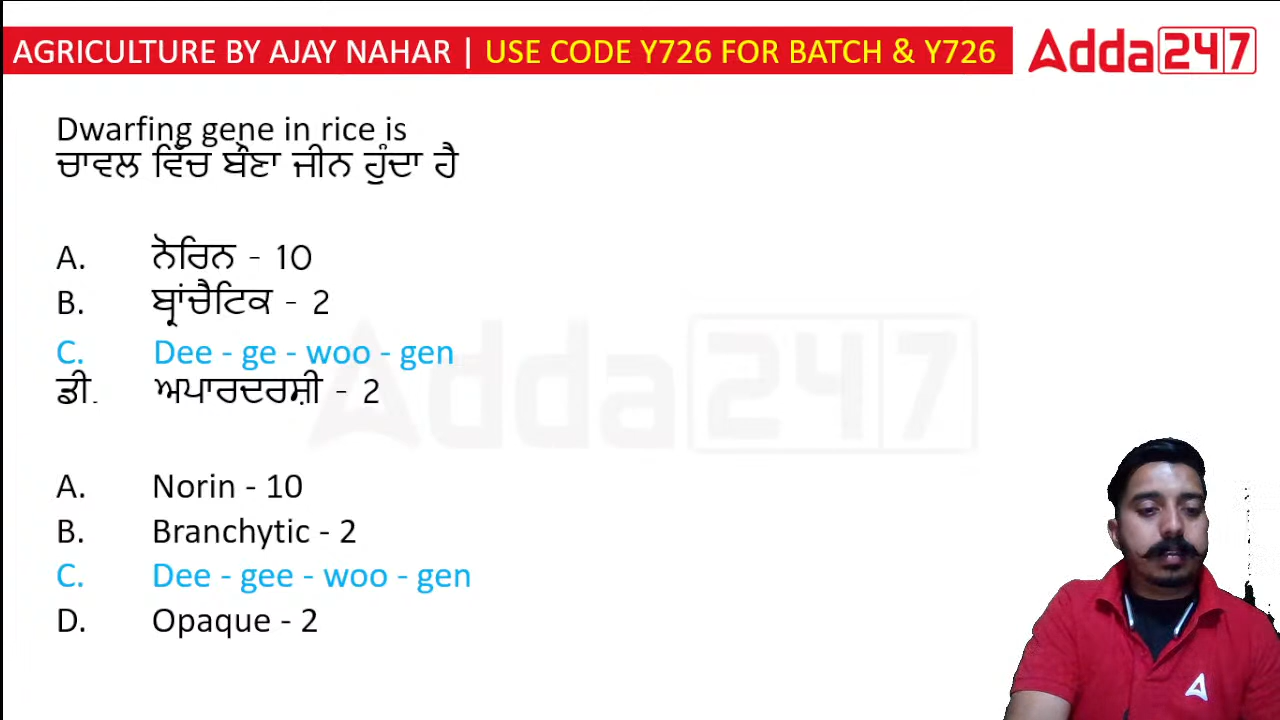 AGRICULTURE BY AJAY NAHAR | USE CODE Y726 FOR BATCH & Y726
Adda247
Dwarfing gene in rice is
ਚਾਵਲ ਵਿੱਚ ਬੌਣਾ ਜੀਨ ਹੁੰਦਾ ਹੈ
A. ਨੋਰਿਨ - 10
B. ਬ੍ਰਾਂਚੈਟਿਕ - 2
C. Dee - ge - woo - gen
ਡੀ. ਅਪਾਰਦਰਸ਼ੀ - 2
A. Norin - 10
B. Branchytic - 2
C. Dee - gee - woo - gen
D. Opaque - 2
Adda247